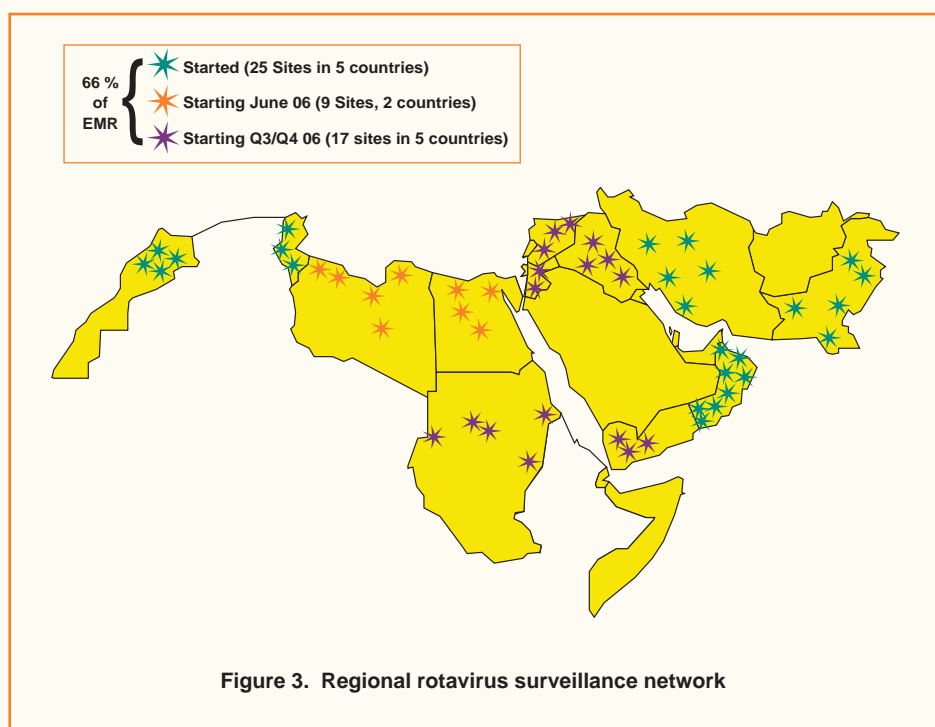 66 %
of
EMR
Started (25 Sites in 5 countries)
Starting June 06 (9 Sites, 2 countries)
Starting Q3/Q4 06 (17 sites in 5 countries)
Figure 3. Regional rotavirus surveillance network